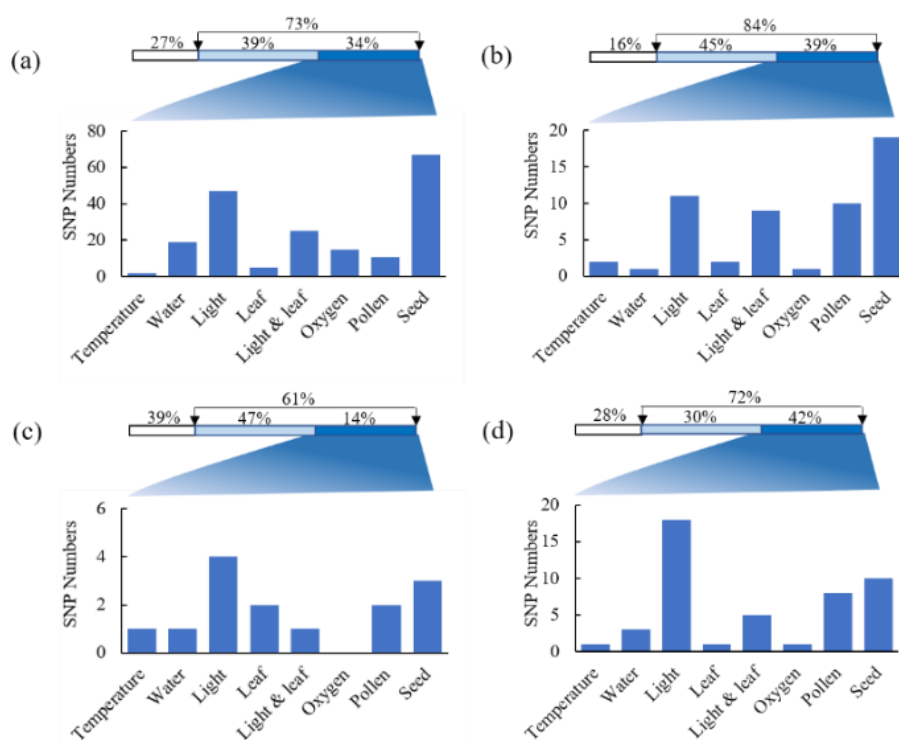 (a)
73%
27% 39% 34%
SNP Numbers
80
60
40
20
0
Temperature
Water
Light
Leaf
Light & leaf
Oxygen
Pollen
Seed
(b)
84%
16% 45% 39%
SNP Numbers
20
15
10
5
0
Temperature
Water
Light
Leaf
Light & leaf
Oxygen
Pollen
Seed
(c)
61%
39% 47% 14%
SNP Numbers
6
4
2
0
Temperature
Water
Light
Leaf
Light & leaf
Oxygen
Pollen
Seed
(d)
72%
28% 30% 42%
SNP Numbers
20
15
10
5
0
Temperature
Water
Light
Leaf
Light & leaf
Oxygen
Pollen
Seed